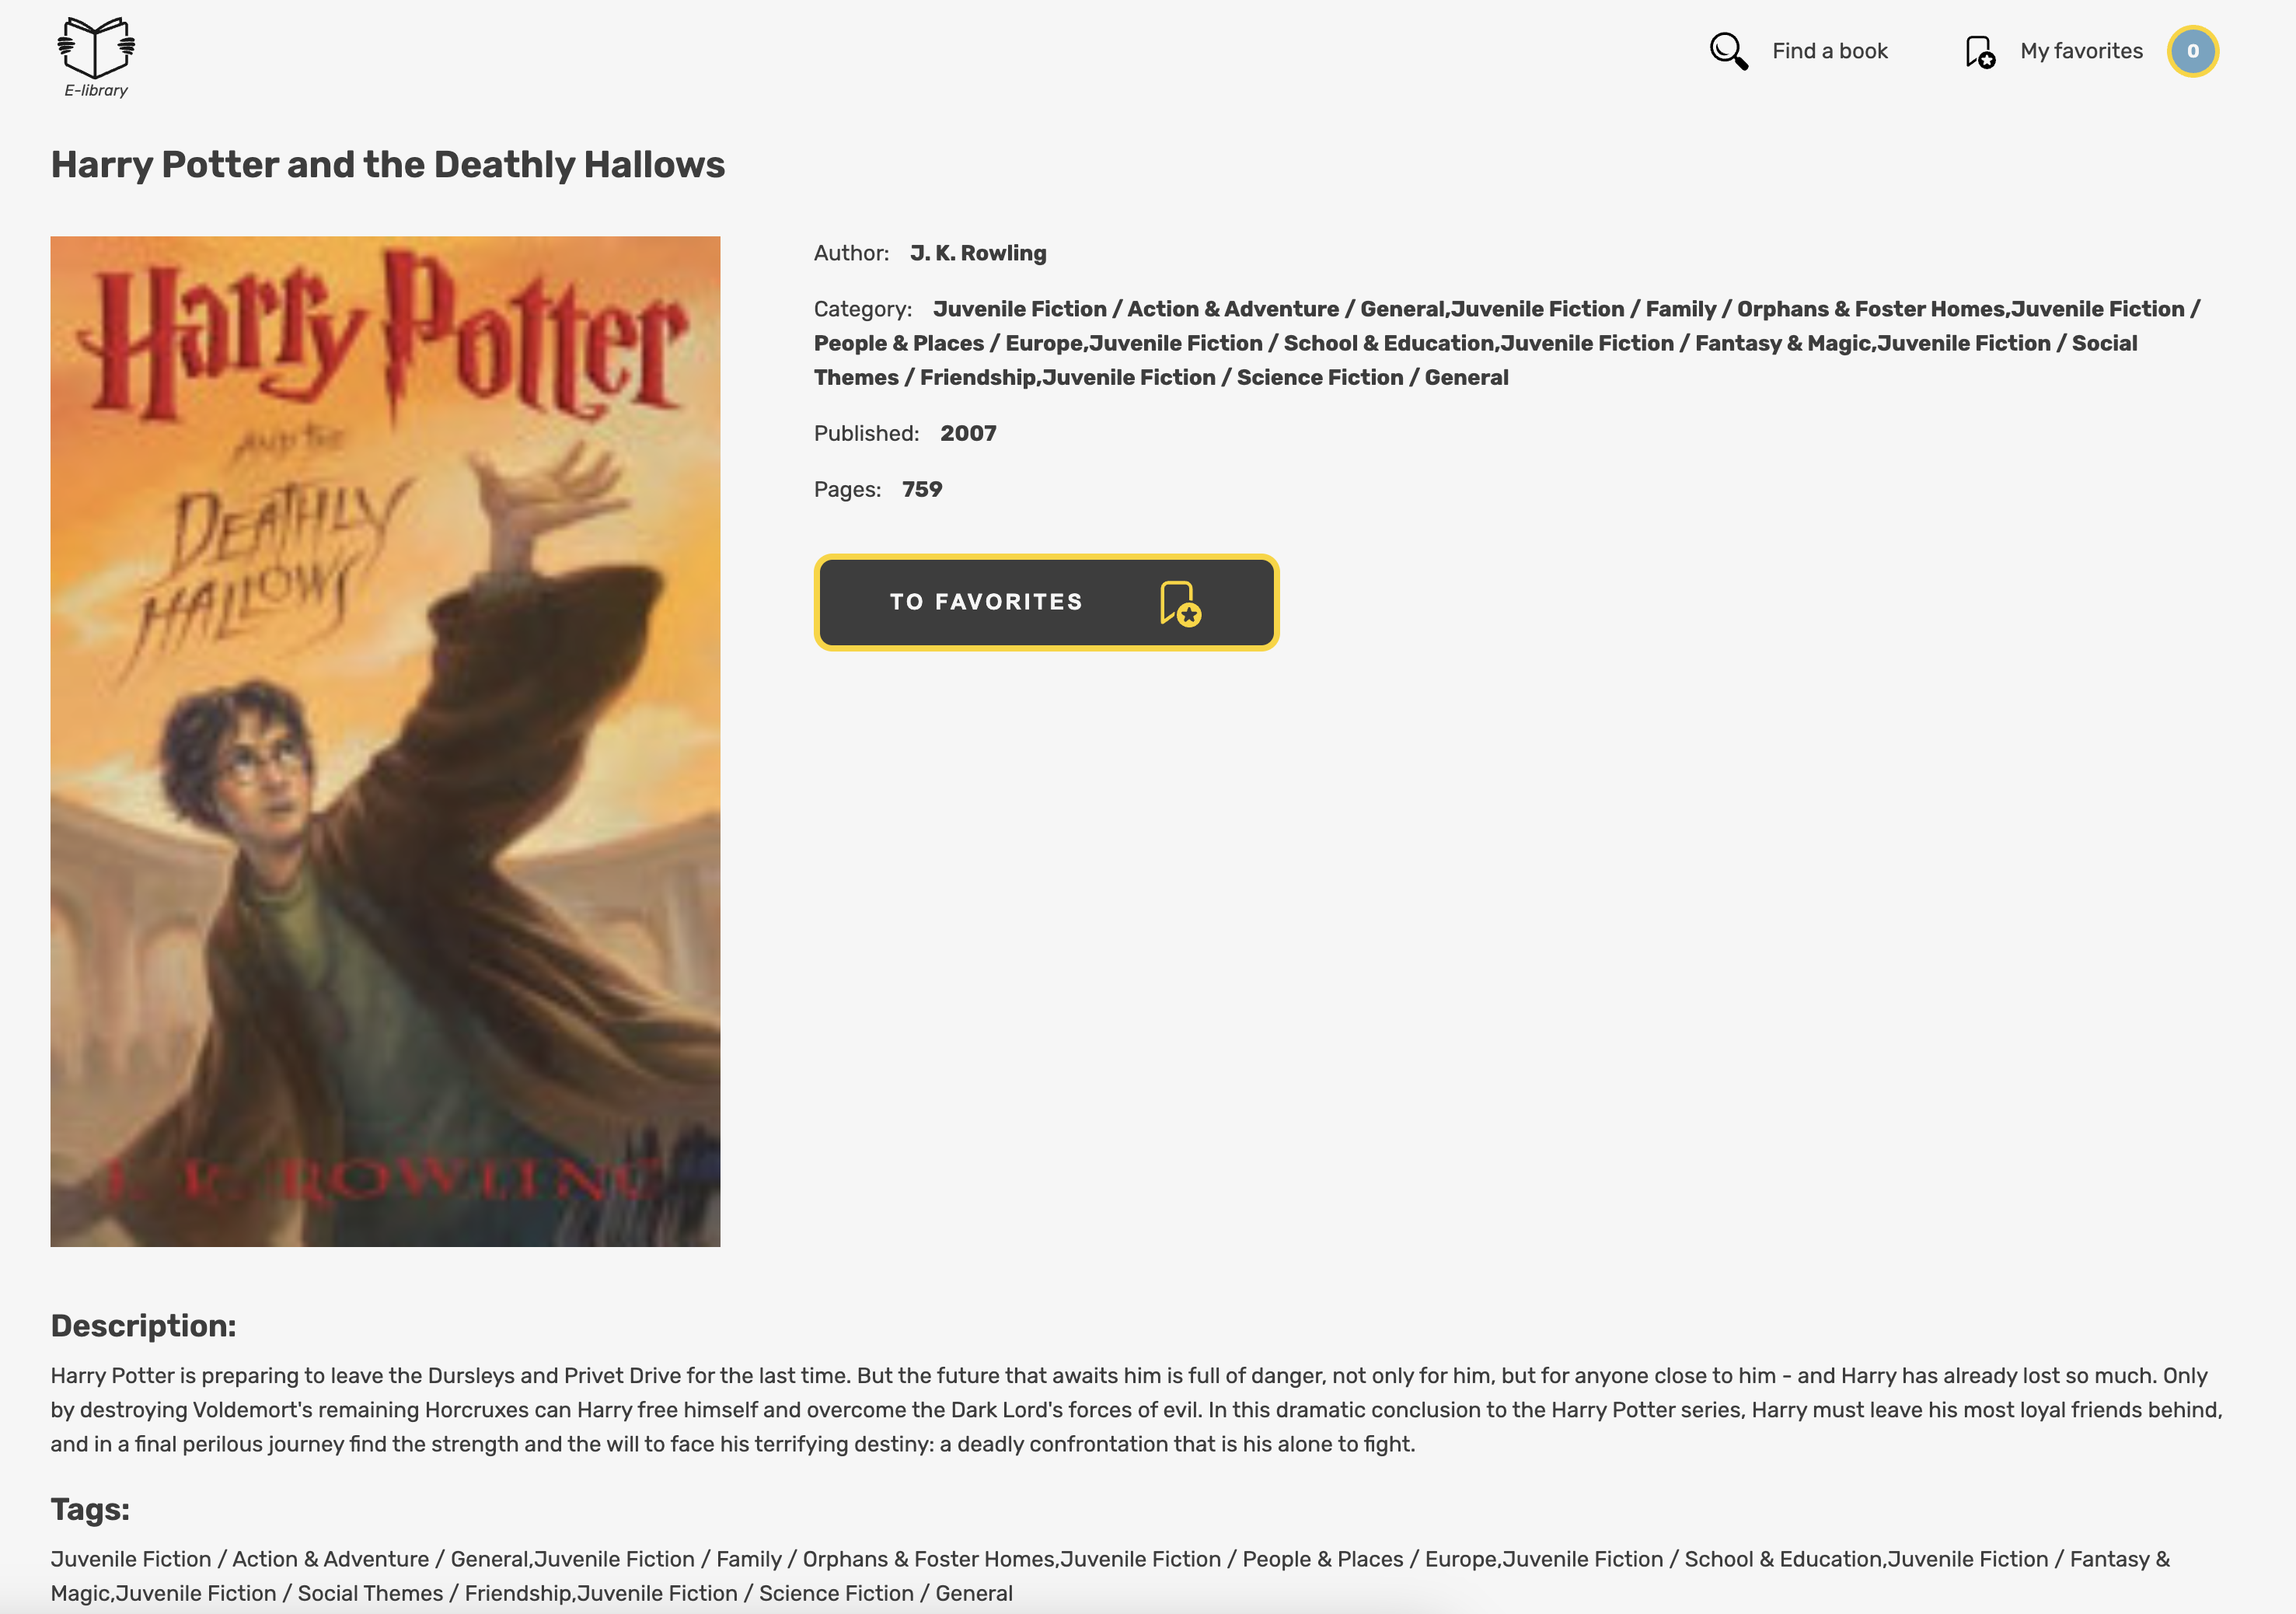 E-library
Find a book
My favorites
0
Harry Potter and the Deathly Hallows
Harry Potter
AND THE
DEATHLY
HALLOWS
J. K. ROWLING
Author: J. K. Rowling
Category: Juvenile Fiction / Action & Adventure / General,Juvenile Fiction / Family / Orphans & Foster Homes,Juvenile Fiction /
People & Places / Europe,Juvenile Fiction / School & Education,Juvenile Fiction / Fantasy & Magic,Juvenile Fiction / Social
Themes / Friendship,Juvenile Fiction / Science Fiction / General
Published: 2007
Pages: 759
TO FAVORITES
Description:
Harry Potter is preparing to leave the Dursleys and Privet Drive for the last time. But the future that awaits him is full of danger, not only for him, but for anyone close to him - and Harry has already lost so much. Only
by destroying Voldemort's remaining Horcruxes can Harry free himself and overcome the Dark Lord's forces of evil. In this dramatic conclusion to the Harry Potter series, Harry must leave his most loyal friends behind,
and in a final perilous journey find the strength and the will to face his terrifying destiny: a deadly confrontation that is his alone to fight.
Tags:
Juvenile Fiction / Action & Adventure / General,Juvenile Fiction / Family / Orphans & Foster Homes,Juvenile Fiction / People & Places / Europe,Juvenile Fiction / School & Education,Juvenile Fiction / Fantasy &
Magic,Juvenile Fiction / Social Themes / Friendship,Juvenile Fiction / Science Fiction / General